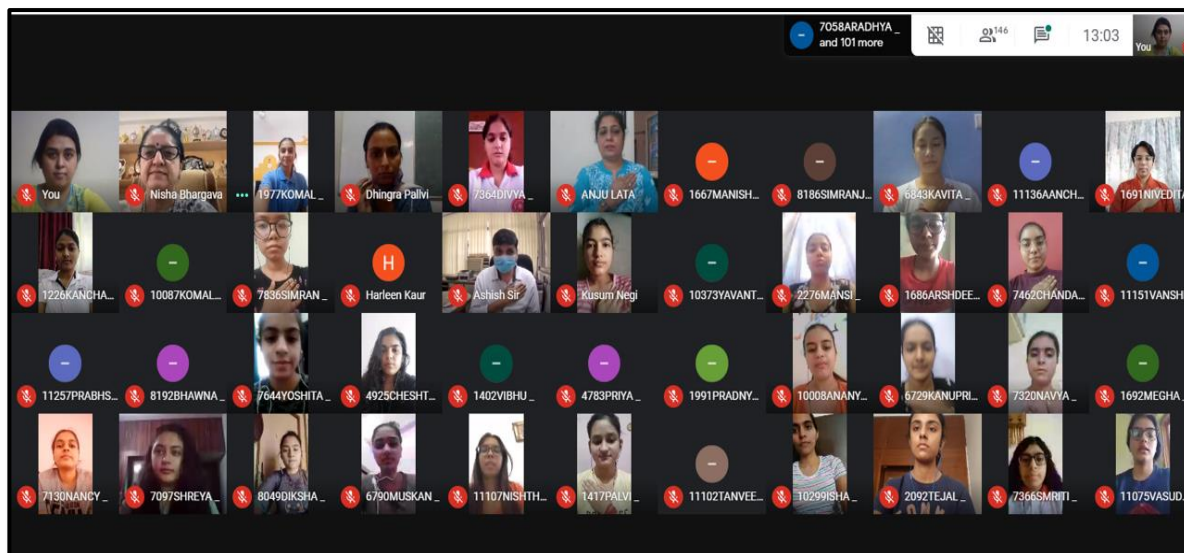 7058ARADHYA _
and 101 more
146
13:03
You
You
Nisha Bhargava
1977KOMAL _
Dhingra Pallvi
7364DIVYA _
ANJU LATA
1667MANISH...
8186SIMRANJ...
6843KAVITA _
11136AANCH...
1691NIVEDITA
1226KANCHA...
10087KOMAL...
7836SIMRAN _
H
Harleen Kaur
Ashish Sir
Kusum Negi
10373YAVANT...
2276MANSI _
1686ARSHDEE...
7462CHANDA...
11151VANSH
11257PRABHS...
8192BHAWNA _
7644YOSHITA _
4925CHESHT...
1402VIBHU _
4783PRIYA _
1991PRADNY...
10008ANANY...
6729KANUPRI...
7320NAVYA _
1692MEGHA _
7130NANCY _
7097SHREYA _
8049DIKSHA _
6790MUSKAN _
11107NISHTH...
1417PALVI _
11102TANVEE...
10299ISHA _
2092TEJAL _
7366SMRITI _
11075VASUD